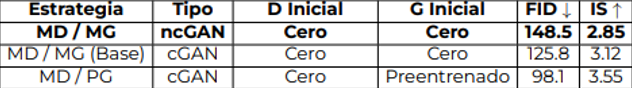 Estrategia Tipo D Inicial G Inicial FID ↓ IS ↑
MD / MG ncGAN Cero Cero 148.5 2.85
MD / MG (Base) cGAN Cero Cero 125.8 3.12
MD / PG cGAN Cero Preentrenado 98.1 3.55